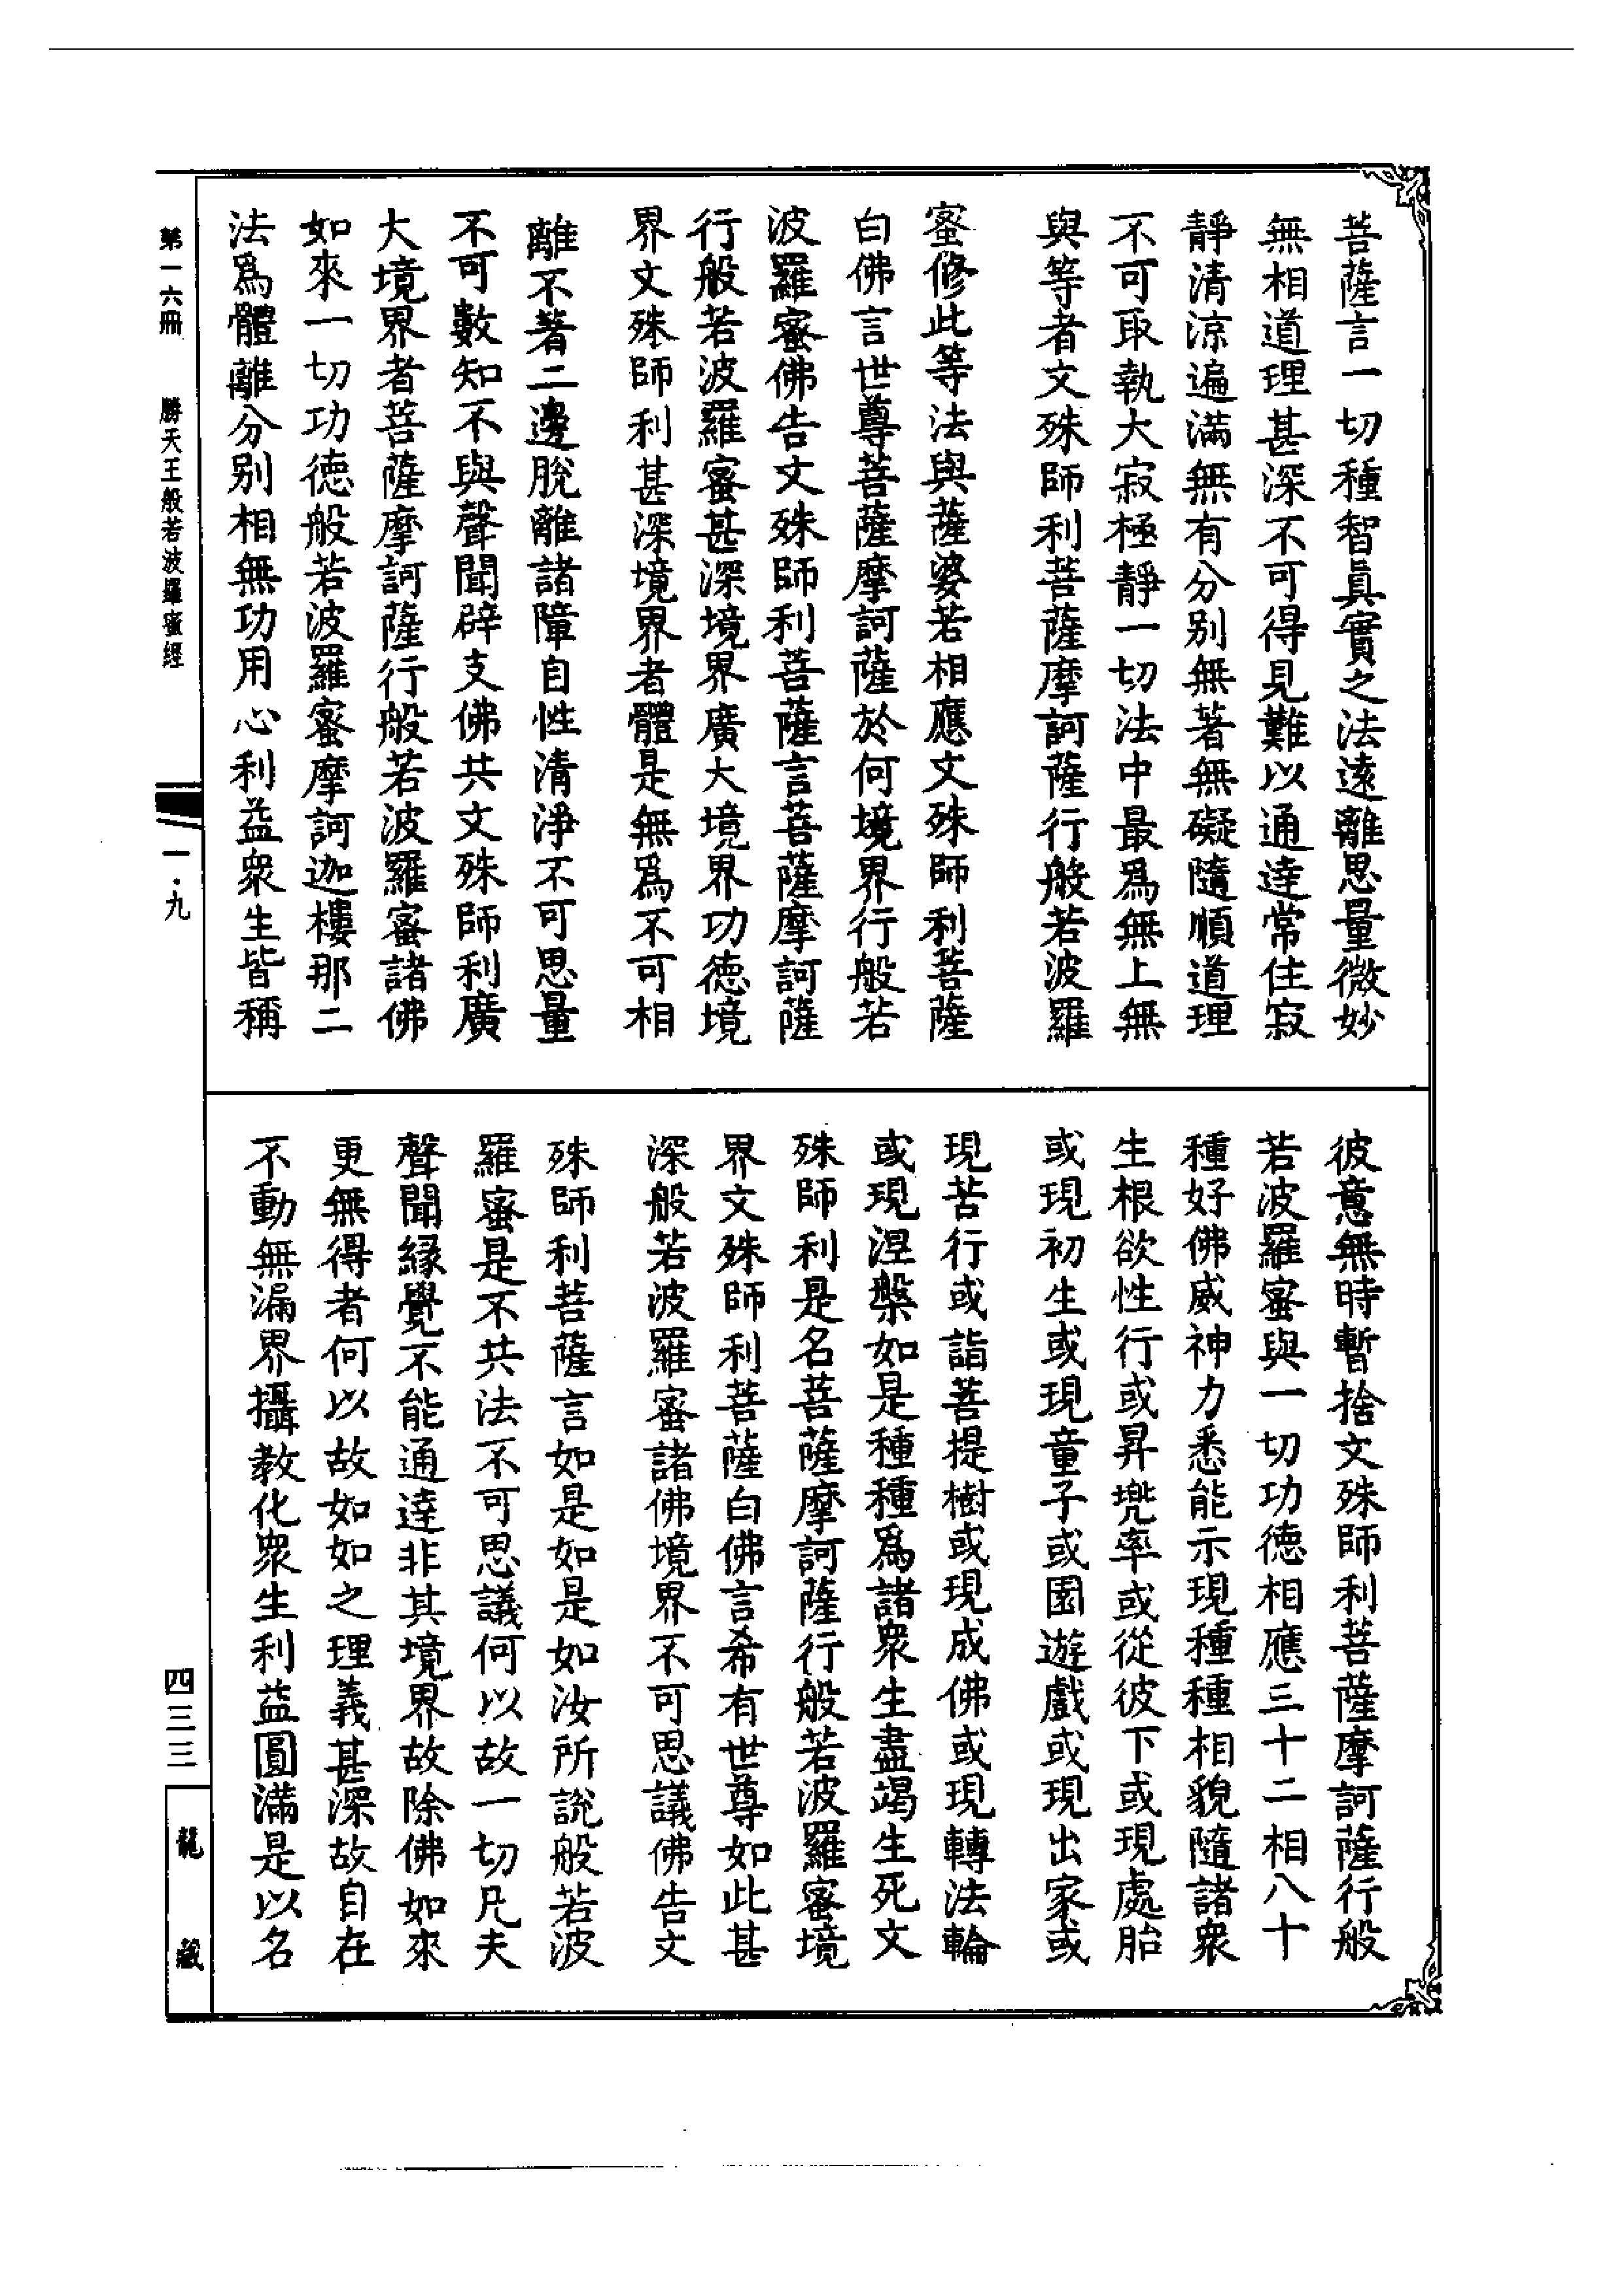 菩薩言一切種智眞實之法遠離思量微妙
無相道理甚深不可得見難以通達常住寂
靜清涼遍滿無有分別無著無礙隨順道理
不可取執大寂極靜一切法中最爲無上無
與等者文殊師利菩薩摩訶薩行般若波羅
蜜修此等法與薩婆若相應文殊師利菩薩
白佛言世尊菩薩摩訶薩於何境界行般若
波羅蜜佛告文殊師利菩薩言菩薩摩訶薩
行般若波羅蜜甚深境界廣大境界功德境
界文殊師利甚深境界者體是無爲不可相
離不著二邊脫離諸障自性清淨不可思量
不可數知不與聲聞辟支佛共文殊師利廣
大境界者菩薩摩訶薩行般若波羅蜜諸佛
如來一切功德般若波羅蜜摩訶迦樓那二
法爲體離分別相無功用心利益衆生皆稱
彼意無時暫捨文殊師利菩薩摩訶薩行般
若波羅蜜與一切功德相應三十二相八十
種好佛威神力悉能示現種種相貌隨諸衆
生根欲性行或昇兜率或從彼下或現處胎
或現初生或現童子或園遊戲或現出家或
現苦行或詣菩提樹或現成佛或現轉法輪
或現涅槃如是種種爲諸衆生盡竭生死文
殊師利是名菩薩摩訶薩行般若波羅蜜境
界文殊師利菩薩白佛言希有世尊如此甚
深般若波羅蜜諸佛境界不可思議佛告文
殊師利菩薩言如是如是如汝所說般若波
羅蜜是不共法不可思議何以故一切凡夫
聲聞緣覺不能通達非其境界故除佛如來
更無得者何以故如如之理義甚深故自在
不動無漏界攝教化衆生利益圓滿是以名
第一六冊 勝天王般若波羅蜜經
一·九
四三三
龍藏